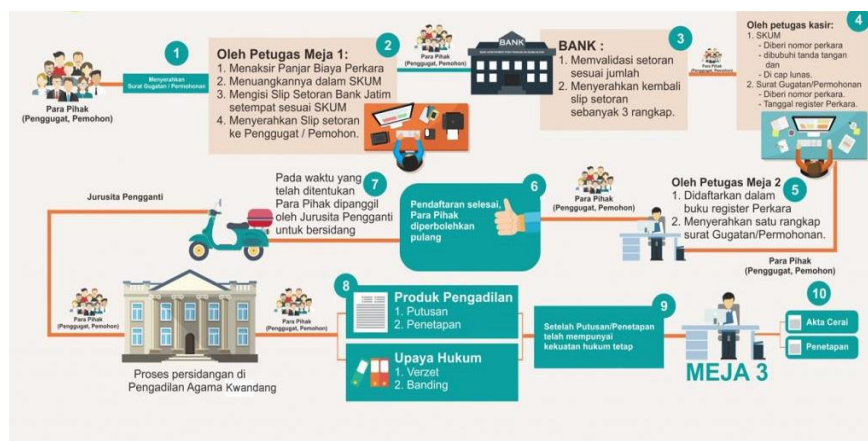 1
Menyerahkan
Surat Gugatan / Permohonan
Para Pihak
(Penggugat, Pemohon)
2
Oleh Petugas Meja 1:
1. Menaksir Panjar Biaya Perkara
2. Menuangkannya dalam SKUM
3. Mengisi Slip Setoran Bank Jatim
setempat sesuai SKUM
4. Menyerahkan Slip setoran
ke Penggugat / Pemohon.
Para Pihak
(Penggugat, Pemohon)
BANK
3
BANK :
1. Memvalidasi setoran
sesuai jumlah
2. Menyerahkan kembali
slip setoran
sebanyak 3 rangkap.
Para Pihak
(Penggugat, Pemohon)
4
Oleh petugas kasir:
1. SKUM
- Diberi nomor perkara
- dibubuhi tanda tangan
dan
- Di cap lunas.
2. Surat Gugatan/Permohonan
- Diberi nomor perkara.
- Tanggal register Perkara.
Oleh Petugas Meja 2
5
1. Didaftarkan dalam
buku register Perkara
2. Menyerahkan satu rangkap
surat Gugatan/Permohonan.
Para Pihak
(Penggugat, Pemohon)
Para Pihak
(Penggugat, Pemohon)
6
Pendaftaran selesai,
Para Pihak
diperbolehkan
pulang
7
Pada waktu yang
telah ditentukan
Para Pihak dipanggil
oleh Jurusita Pengganti
untuk bersidang
Jurusita Pengganti
Para Pihak
(Penggugat, Pemohon)
Proses persidangan di
Pengadilan Agama Kwandang
Para Pihak
(Penggugat, Pemohon)
8
Produk Pengadilan
1. Putusan
2. Penetapan
Upaya Hukum
1. Verzet
2. Banding
9
Setelah Putusan/Penetapan
telah mempunyai
kekuatan hukum tetap
MEJA 3
10
Akta Cerai
Penetapan